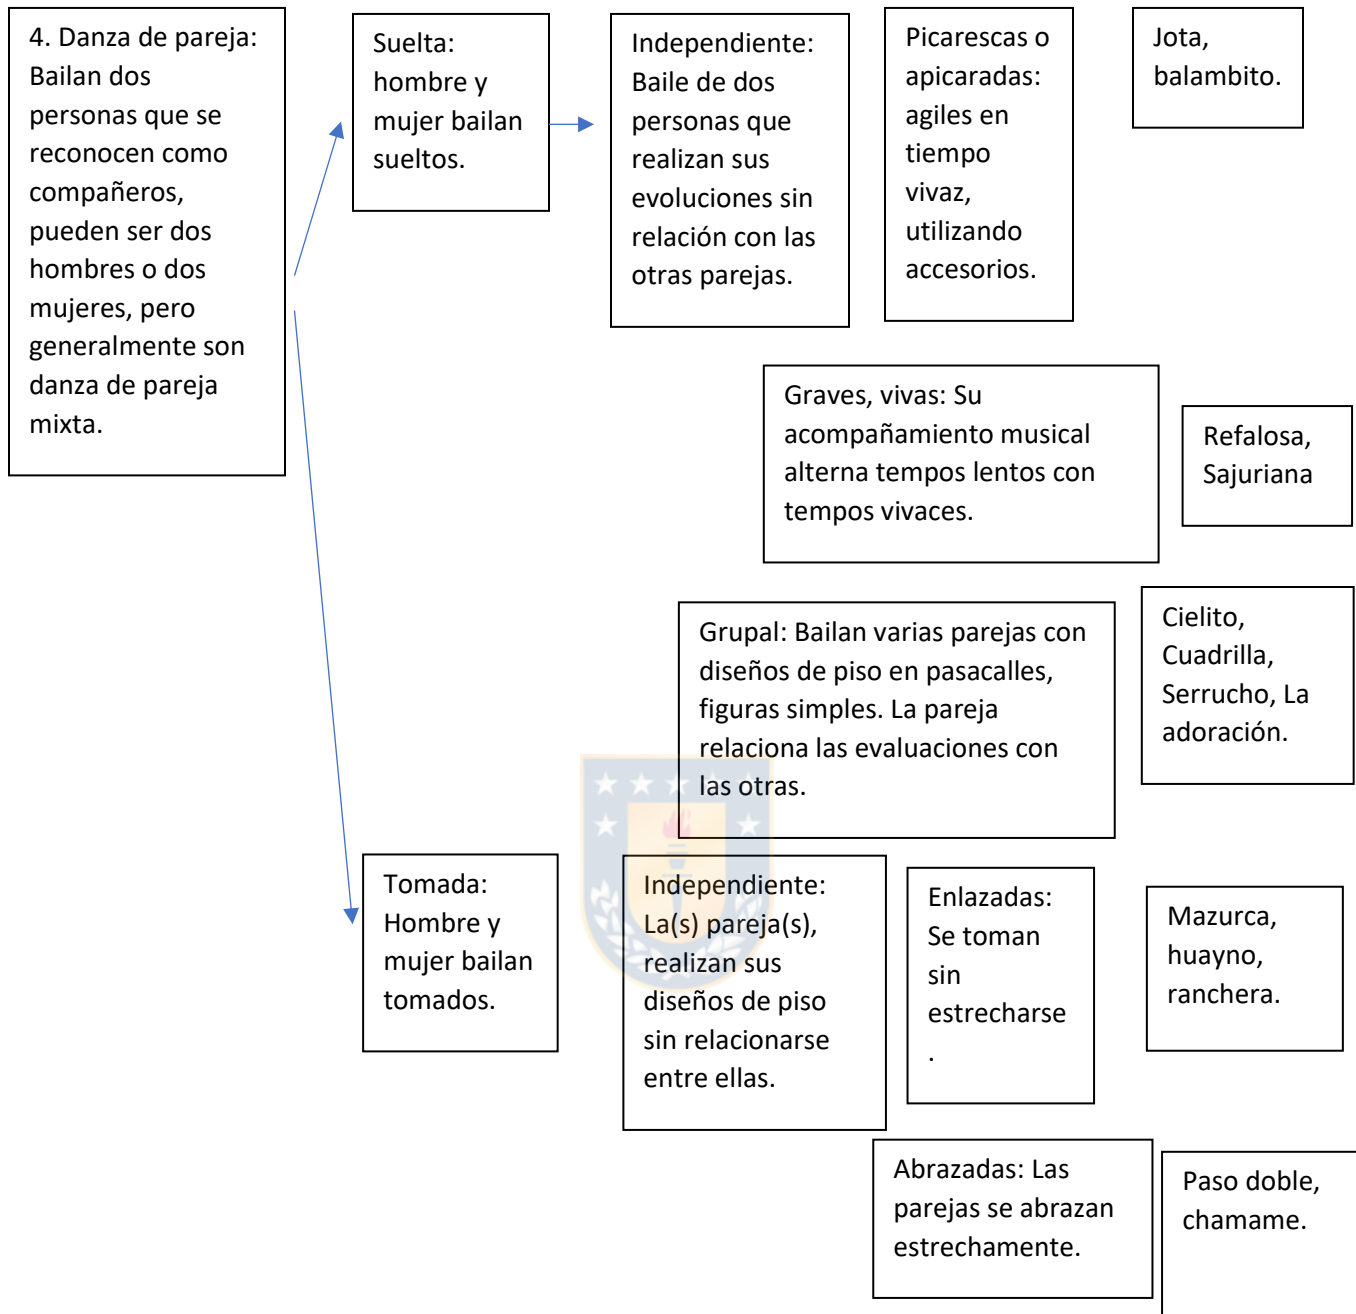 4. Danza de pareja:
Bailan dos
personas que se
reconocen como
compañeros,
pueden ser dos
hombres o dos
mujeres, pero
generalmente son
danza de pareja
mixta.
Suelta:
hombre y
mujer bailan
sueltos.
Independiente:
Baile de dos
personas que
realizan sus
evoluciones sin
relación con las
otras parejas.
Picarescas o
apicaradas:
agiles en
tiempo
vivaz,
utilizando
accesorios.
Jota,
balambito.
Graves, vivas: Su
acompañamiento musical
alterna tempos lentos con
tempos vivaces.
Refalosa,
Sajuriana
Grupal: Bailan varias parejas con
diseños de piso en pasacalles,
figuras simples. La pareja
relaciona las evaluaciones con
las otras.
Cielito,
Cuadrilla,
Serrucho, La
adoración.
Tomada:
Hombre y
mujer bailan
tomados.
Independiente:
La(s) pareja(s),
realizan sus
diseños de piso
sin relacionarse
entre ellas.
Enlazadas:
Se toman
sin
estrecharse
.
Mazurca,
huayno,
ranchera.
Abrazadas: Las
parejas se abrazan
estrechamente.
Paso doble,
chamame.